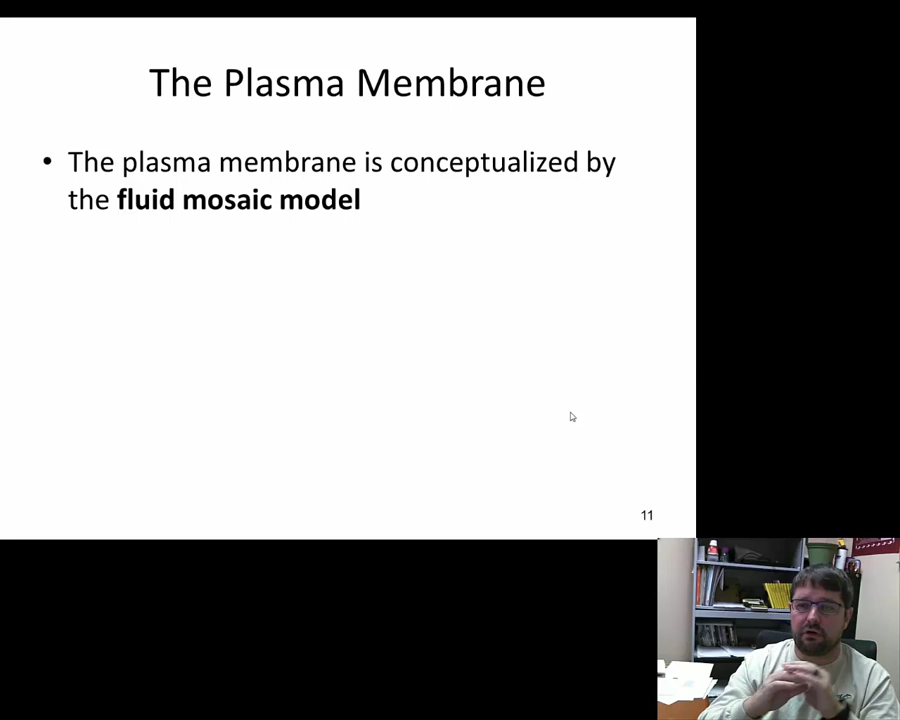 The Plasma Membrane
• The plasma membrane is conceptualized by
the fluid mosaic model
11